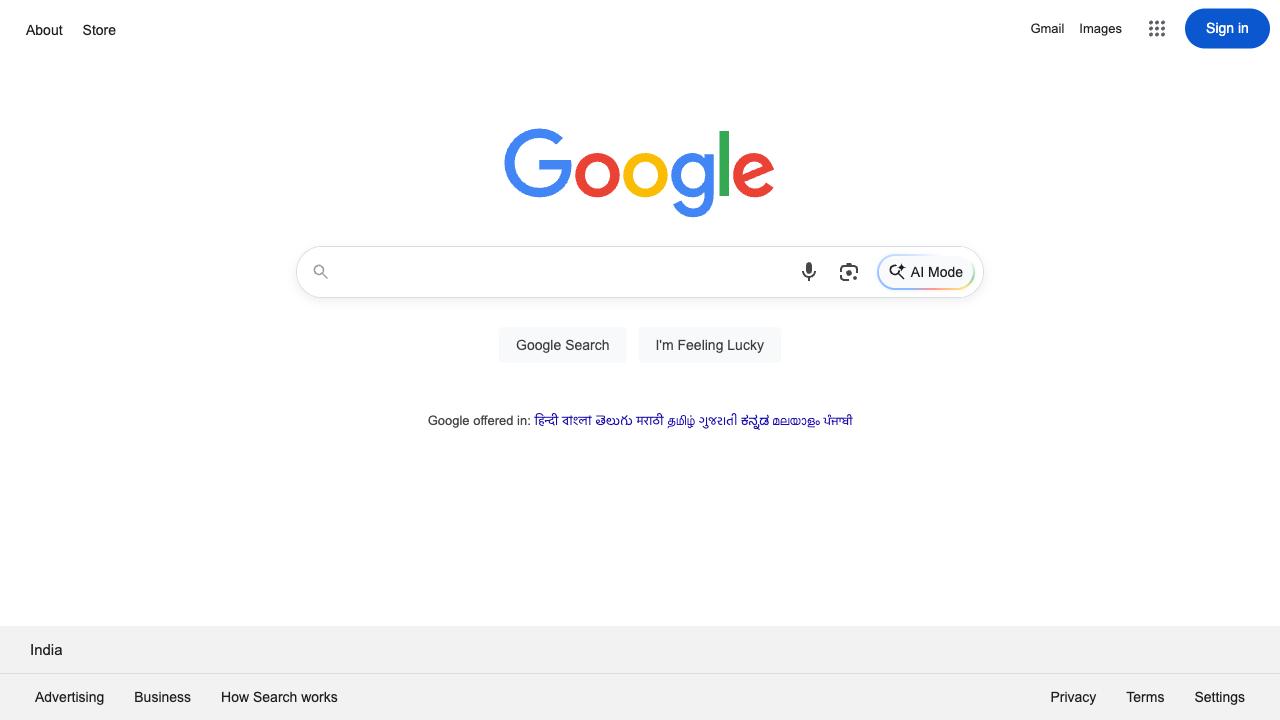 About Store
Gmail Images Sign in
Google
AI Mode
Google Search I'm Feeling Lucky
Google offered in: हिन्दी বাংলা తెలుగు मराठी தமிழ் ગુજરાતી ಕನ್ನಡ മലയാളം ਪੰਜਾਬੀ
India
Advertising Business How Search works
Privacy Terms Settings